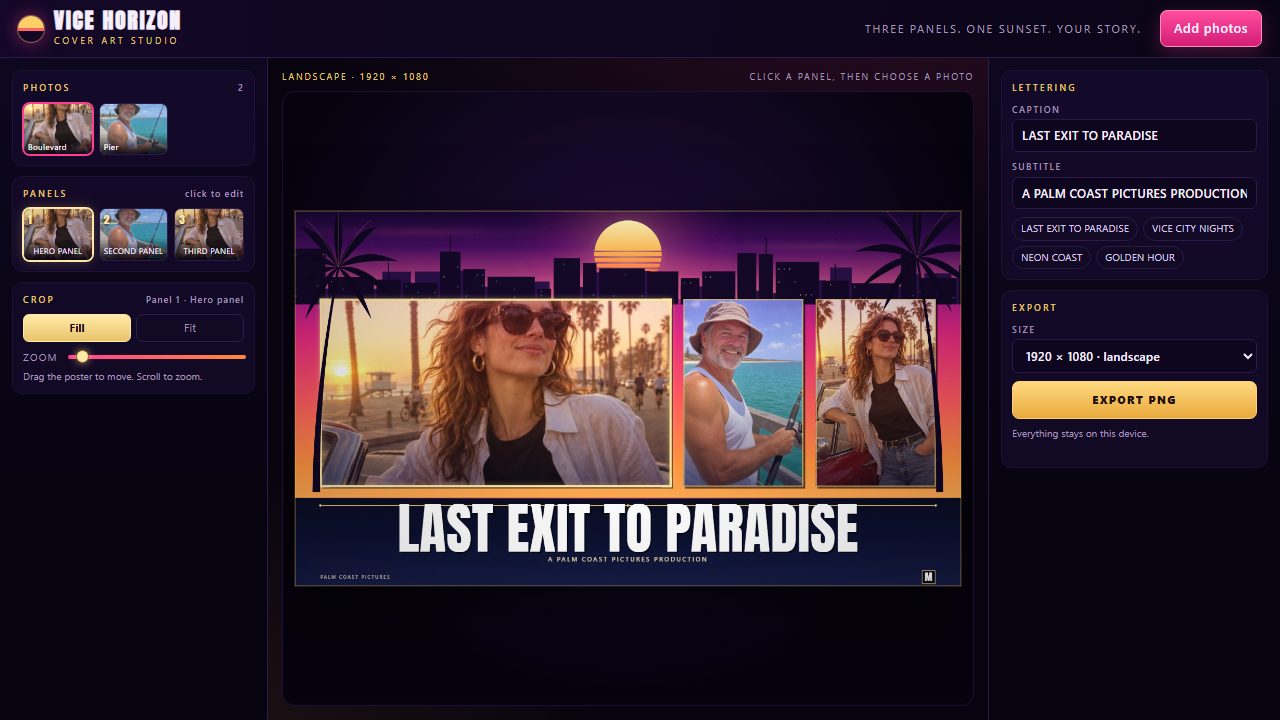 VICE HORIZON
COVER ART STUDIO
THREE PANELS. ONE SUNSET. YOUR STORY.
Add photos
PHOTOS 2
Boulevard
Pier
PANELS click to edit
1 2 3
HERO PANEL SECOND PANEL THIRD PANEL
CROP Panel 1 · Hero panel
Fill Fit
ZOOM
Drag the poster to move. Scroll to zoom.
LANDSCAPE · 1920 × 1080 CLICK A PANEL, THEN CHOOSE A PHOTO
LAST EXIT TO PARADISE
A PALM COAST PICTURES PRODUCTION
PALM COAST PICTURES
M
LETTERING
CAPTION
LAST EXIT TO PARADISE
SUBTITLE
A PALM COAST PICTURES PRODUCTION
LAST EXIT TO PARADISE VICE CITY NIGHTS
NEON COAST GOLDEN HOUR
EXPORT
SIZE
1920 × 1080 · landscape
EXPORT PNG
Everything stays on this device.